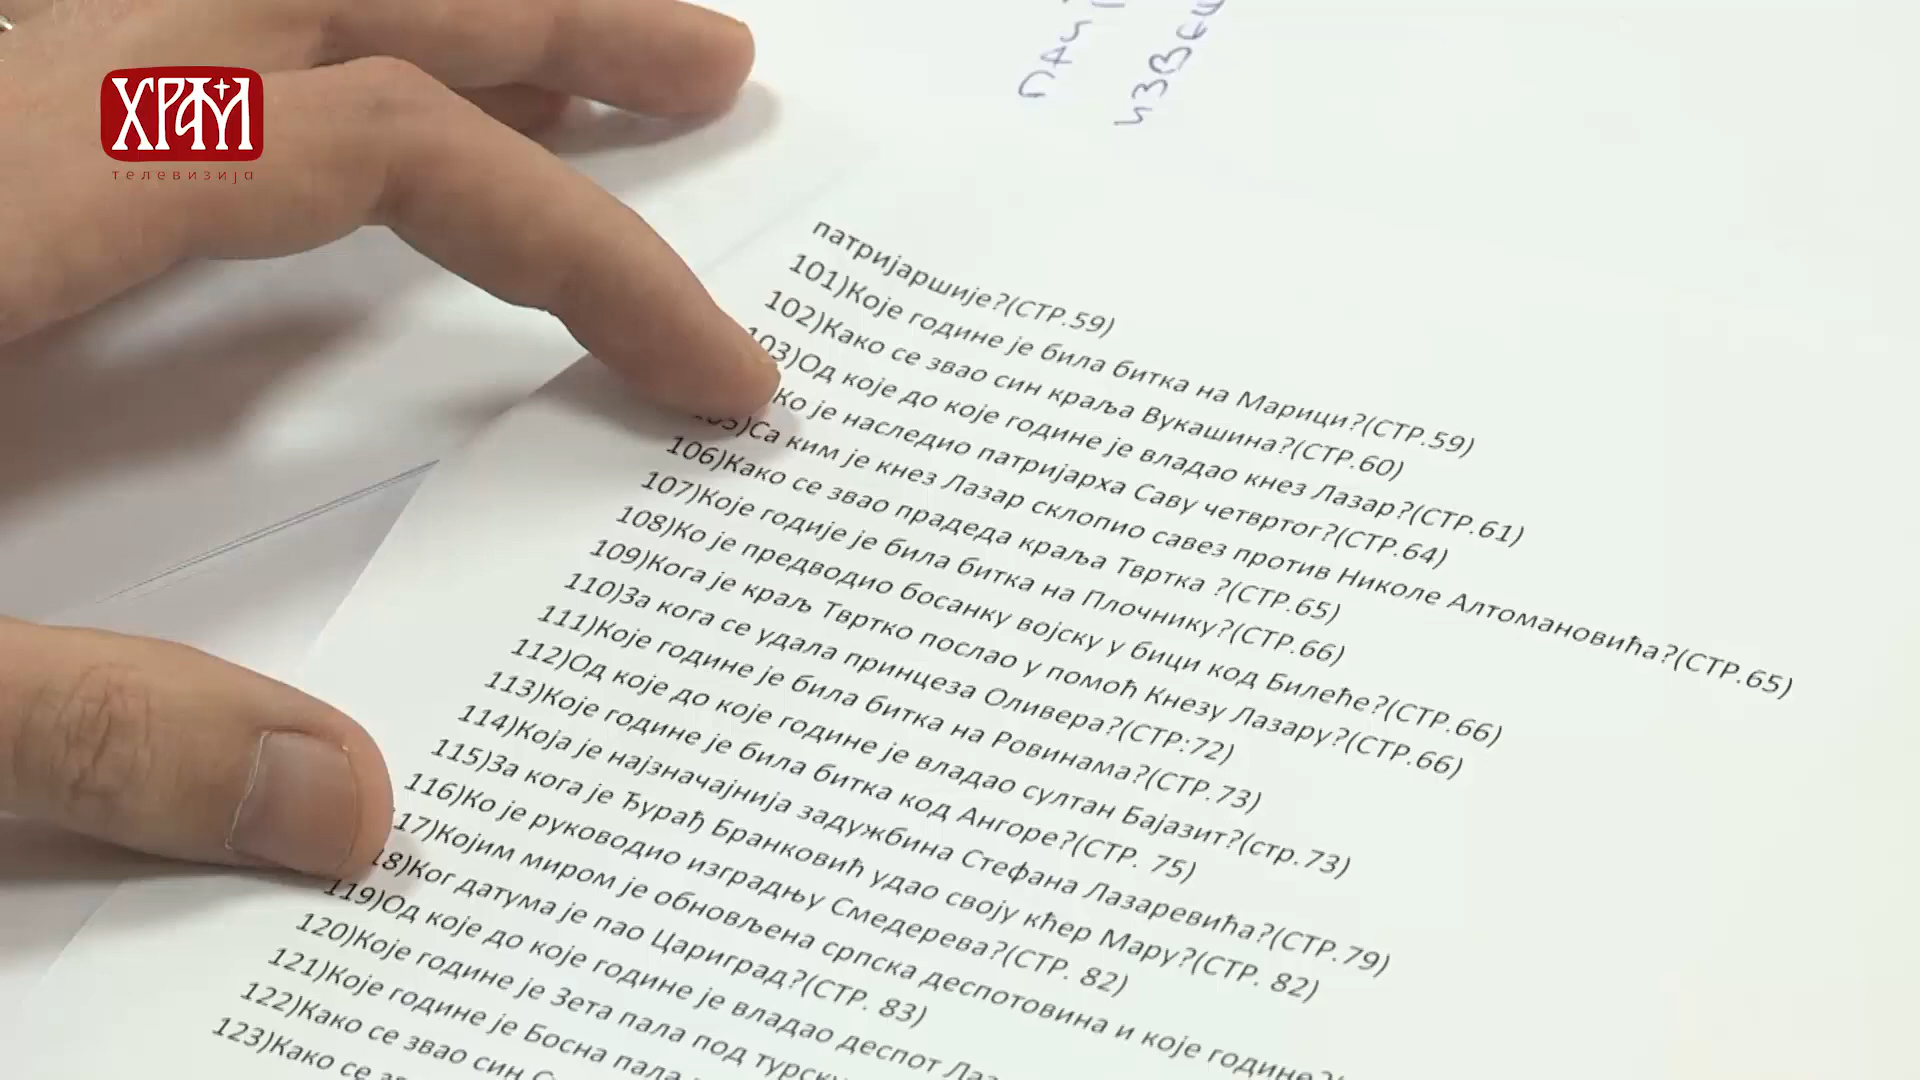 ХРАМ
телевизија
патријаршије?(СТР.59)
101)Које године је била битка на Марици?(СТР.59)
102)Како се звао син краља Вукашина?(СТР.60)
103)Од које до које године је владао кнез Лазар?(СТР.61)
Ко је наследио патријарха Саву четвртог?(СТР.64)
105)Са ким је кнез Лазар склопио савез против Николе Алтомановића?(СТР.65)
106)Како се звао прадеда краља Твртка ?(СТР.65)
107)Које годије је била битка на Плочнику?(СТР.66)
108)Ко је предводио босанку војску у бици код Билеће?(СТР.66)
109)Кога је краљ Твртко послао у помоћ Кнезу Лазару?(СТР.66)
110)За кога се удала принцеза Оливера?(СТР:72)
111)Које године је била битка на Ровинама?(СТР.73)
112)Од које до које године је владао султан Бајазит?(стр.73)
113)Које године је била битка код Ангоре?(СТР. 75)
114)Која је најзначајнија задужбина Стефана Лазаревића?(СТР.79)
115)За кога је Ђурађ Бранковић удао своју кћер Мару?(СТР. 82)
116)Ко је руководио изградњу Смедерева?(СТР. 82)
17)Којим миром је обновљена српска деспотовина и које године?(
18)Ког датума је пао Цариград?(СТР. 83)
119)Од које до које године је владао деспот Лаз
120)Које године је Зета пала под турску
121)Које године је Босна пала
122)Како се звао син
123)Како се